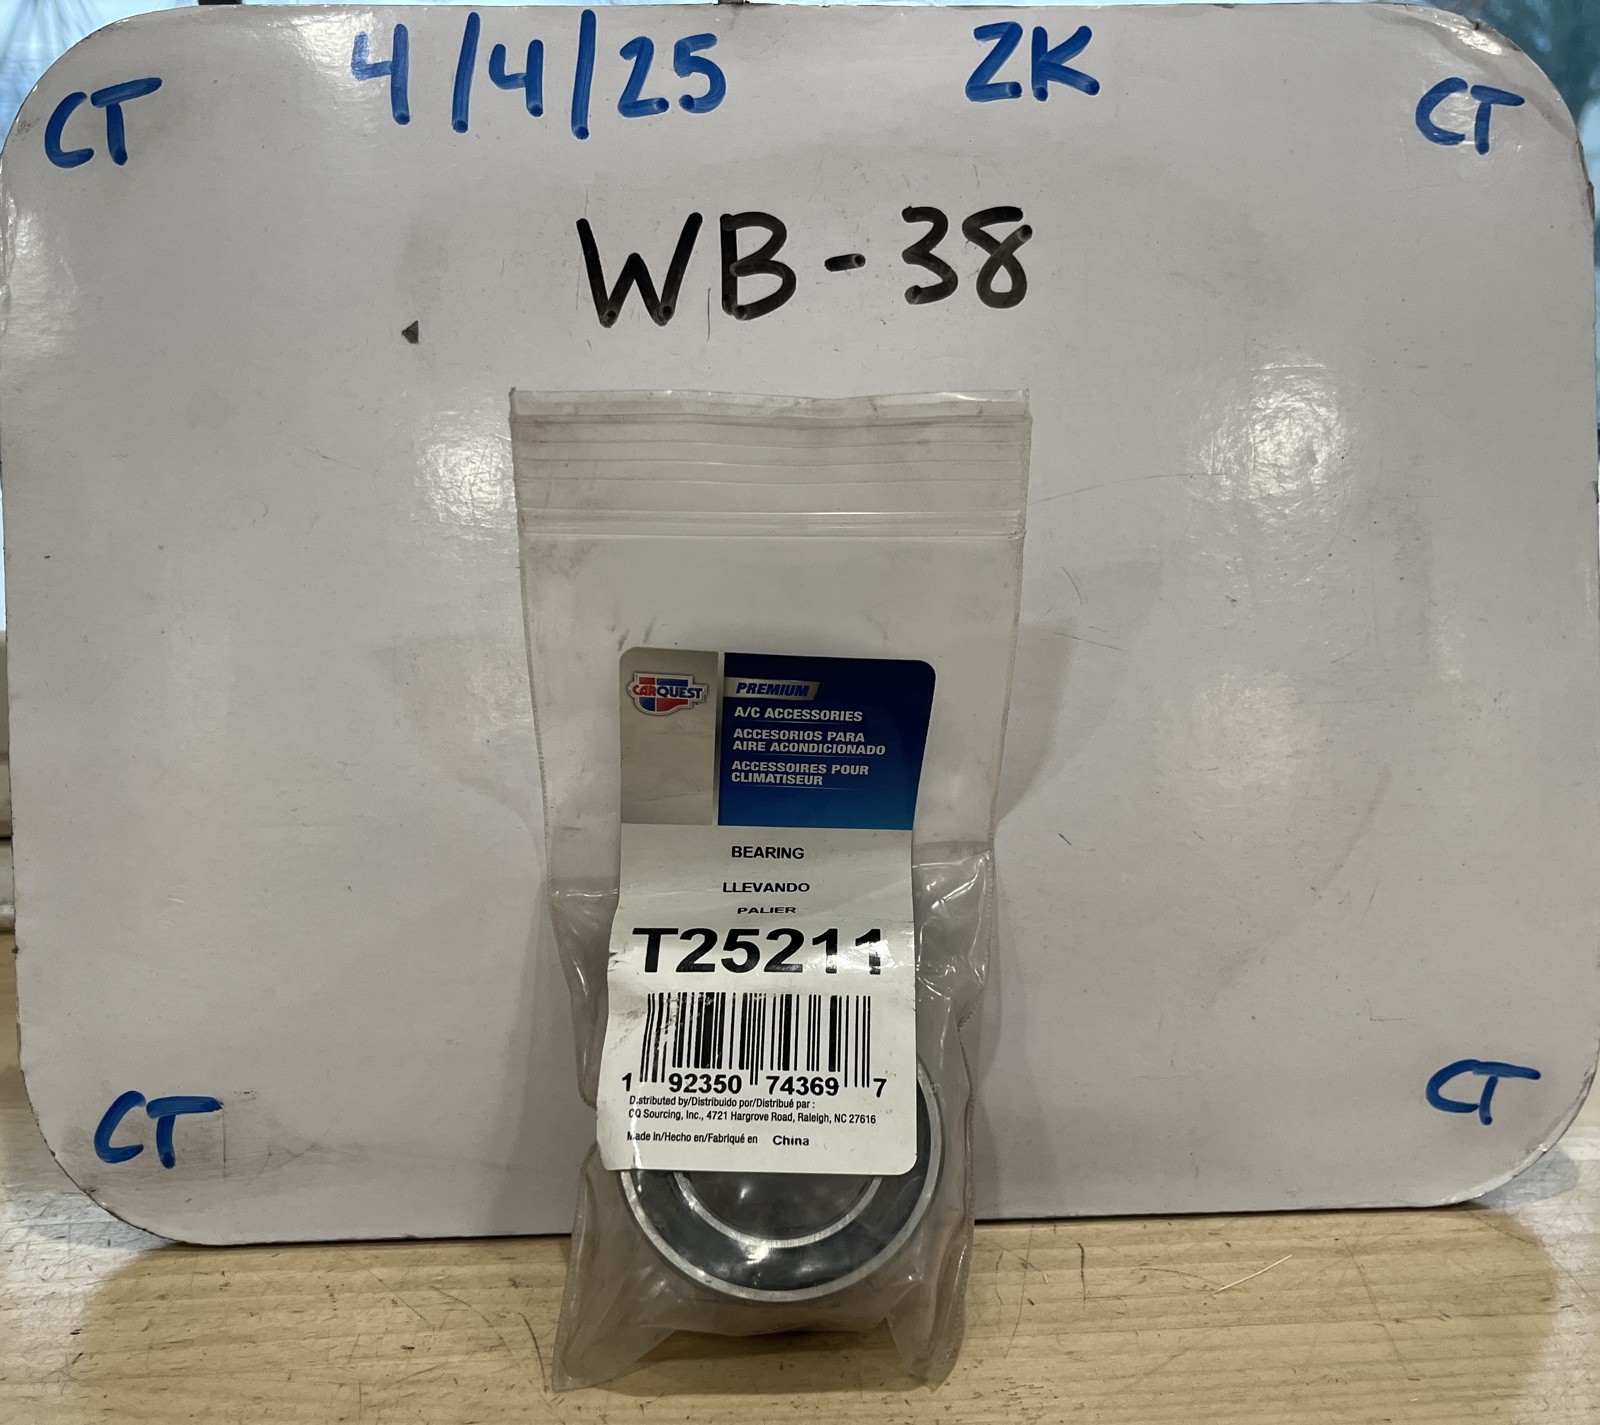 4/4/25 ZK
CT CT
WB-38
CARQUEST
PREMIUM
A/C ACCESSORIES
ACCESORIOS PARA
AIRE ACONDICIONADO
ACCESSOIRES POUR
CLIMATISEUR
BEARING
LLEVANDO
PALIER
T25211
1 92350 74369 7
Distributed by/Distribuido por/Distribué par :
CQ Sourcing, Inc., 4721 Hargrove Road, Raleigh, NC 27616
Made in/Hecho en/Fabriqué en China
CT CT